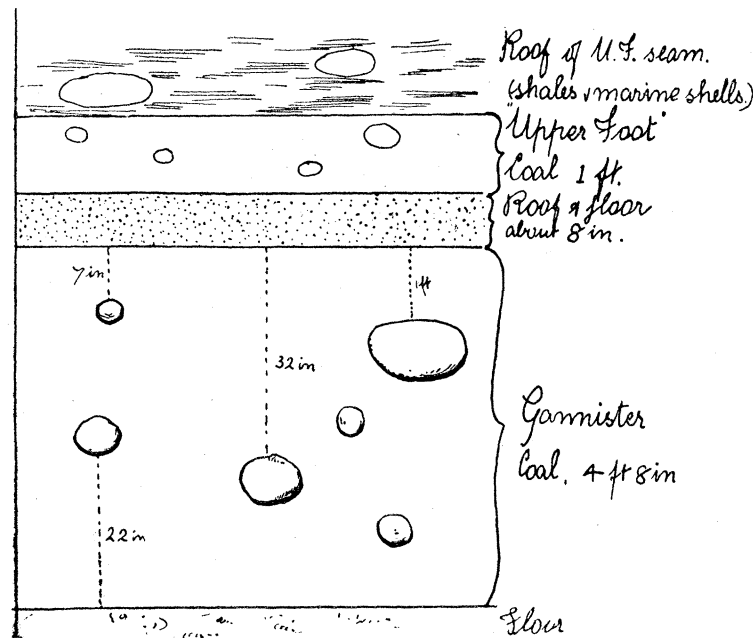 Roof of U.F. seam.
(shales & marine shells)
"Upper Foot"
Coal 1 ft.
Roof & floor
about 8 in.
7 in
1 ft
32 in
Gannister
Coal. 4 ft 8 in
22 in
Floor